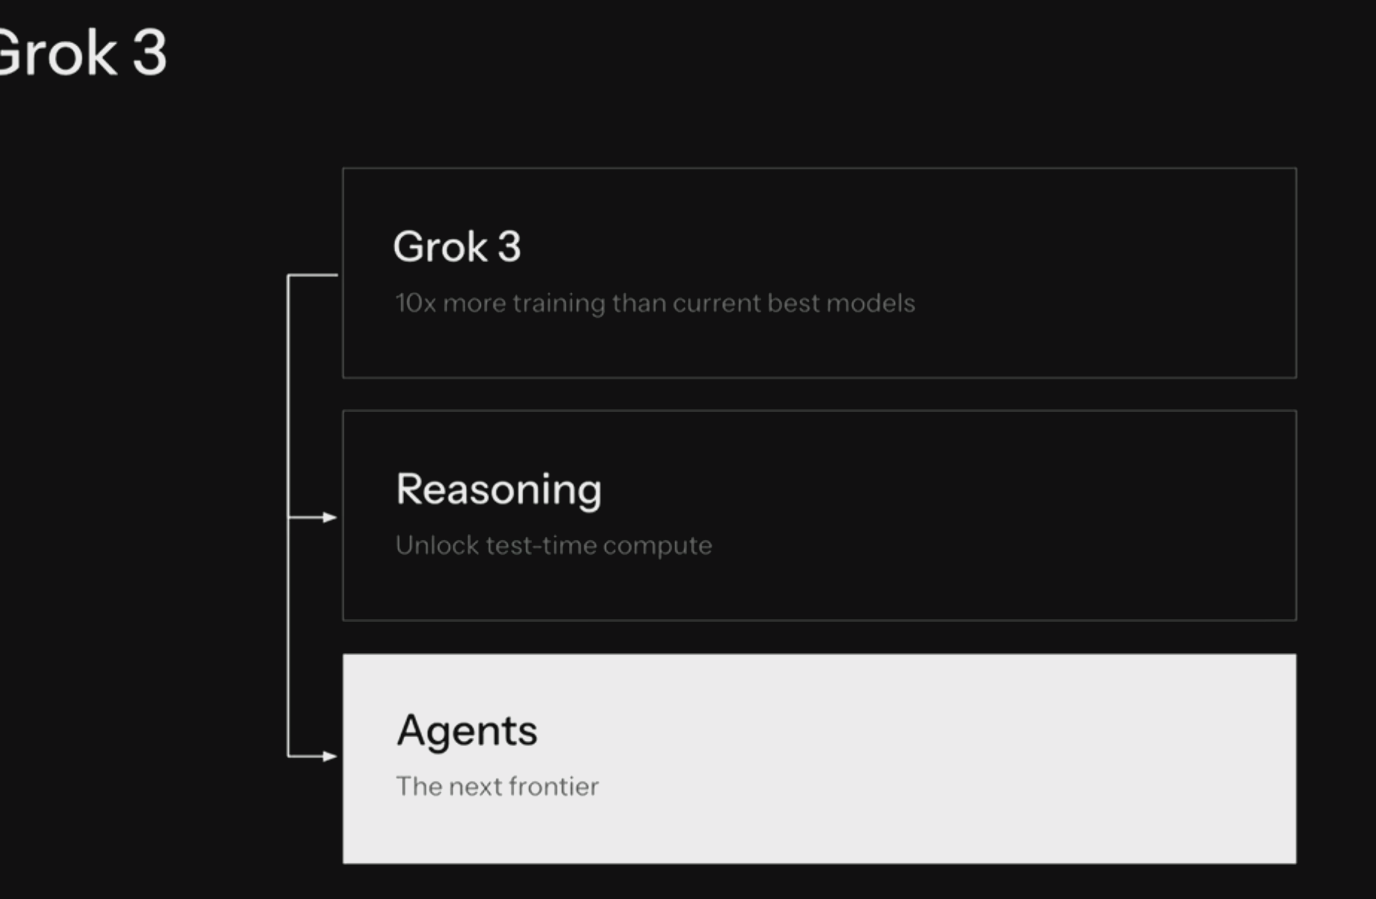 Grok 3
Grok 3
10x more training than current best models
Reasoning
Unlock test-time compute
Agents
The next frontier